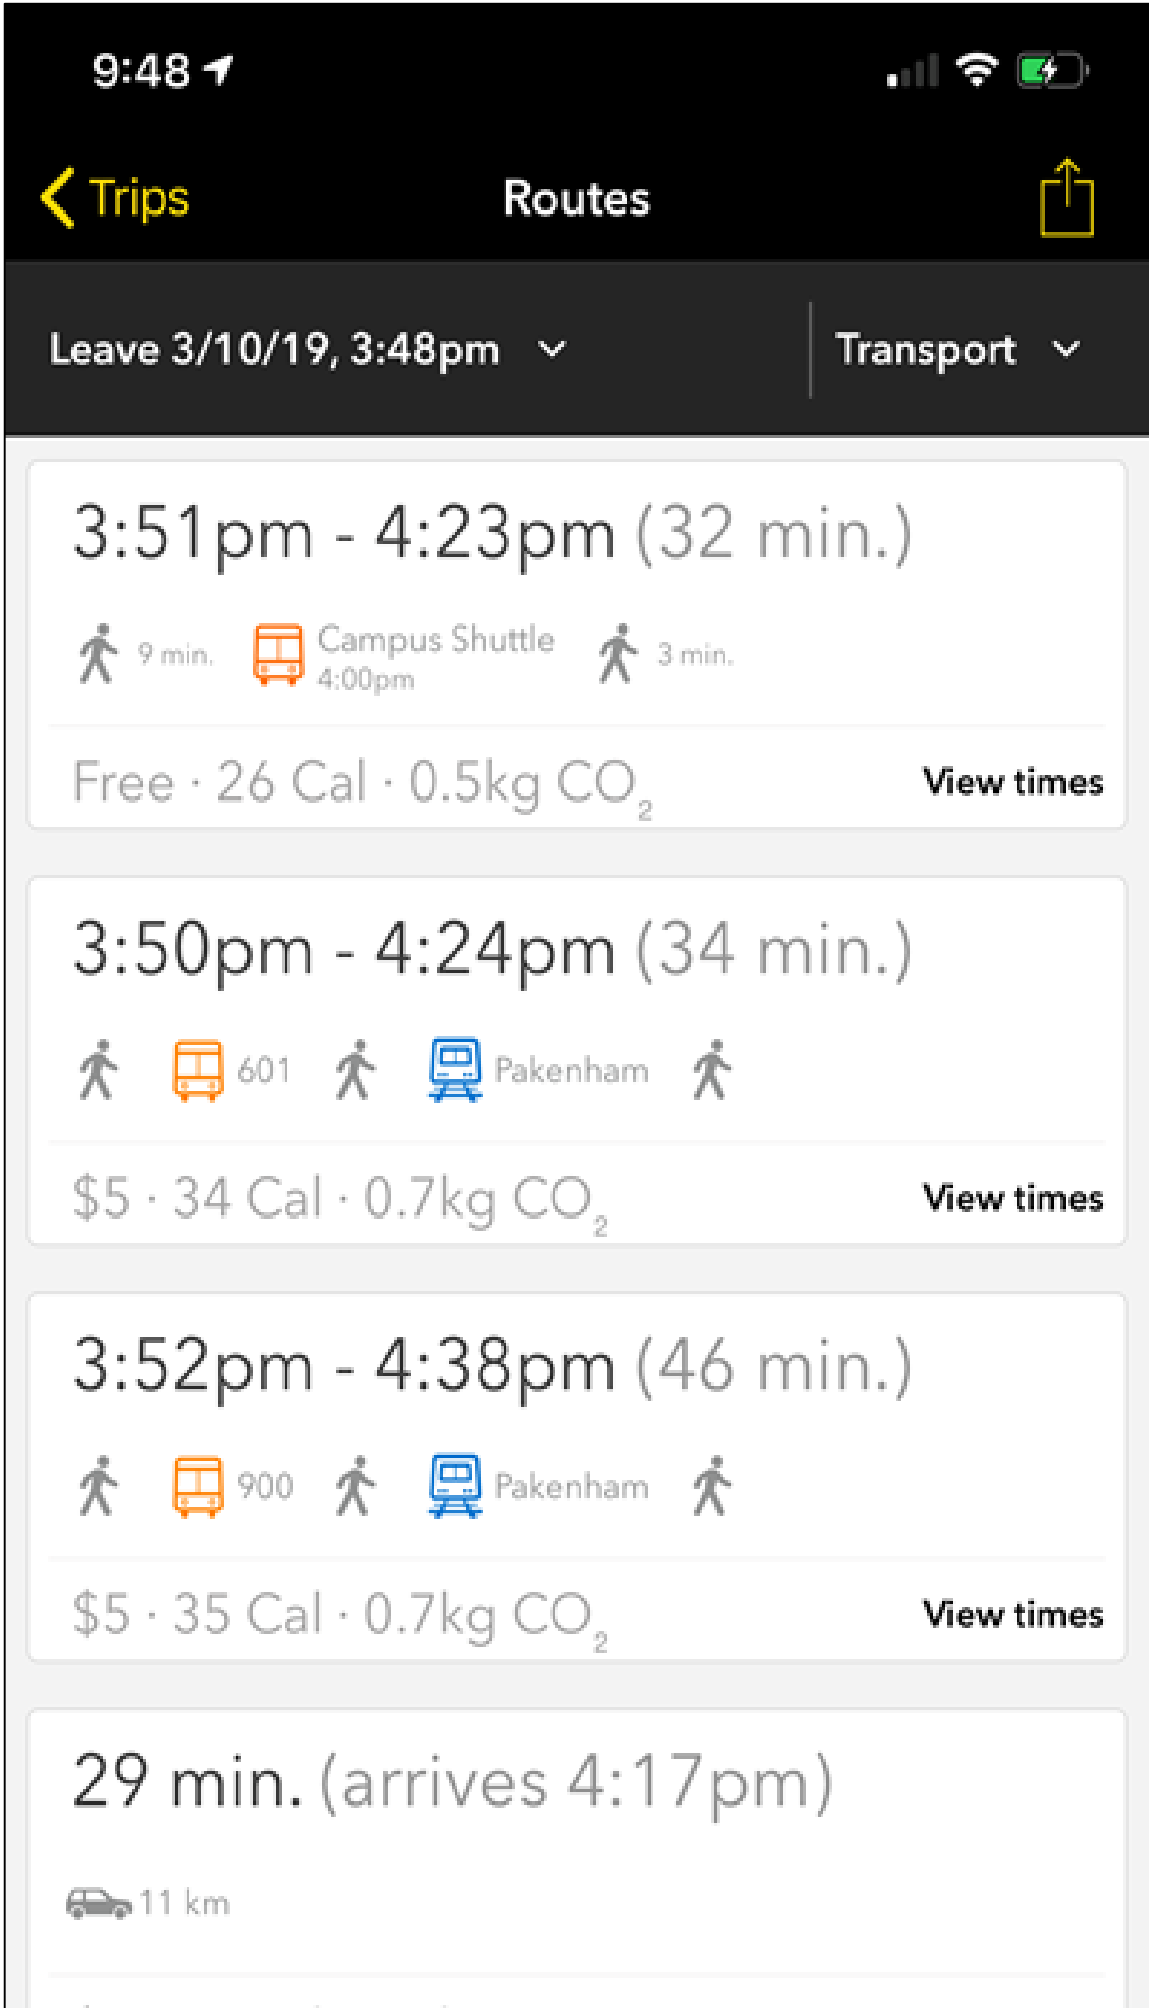 9:48
Trips
Routes
Leave 3/10/19, 3:48pm
Transport
3:51pm - 4:23pm (32 min.)
9 min.
Campus Shuttle
4:00pm
3 min.
Free · 26 Cal · 0.5kg CO₂
View times
3:50pm - 4:24pm (34 min.)
601
Pakenham
$5 · 34 Cal · 0.7kg CO₂
View times
3:52pm - 4:38pm (46 min.)
900
Pakenham
$5 · 35 Cal · 0.7kg CO₂
View times
29 min. (arrives 4:17pm)
11 km